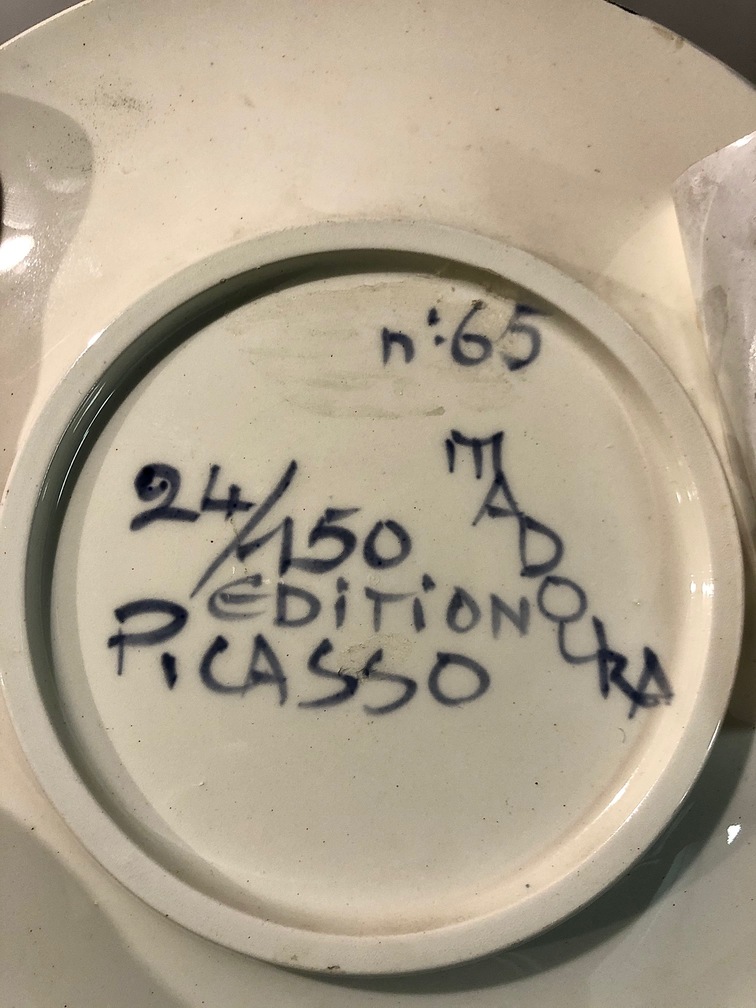 n°:65
MADOURA
24/150
EDiTiON
PiCASSO